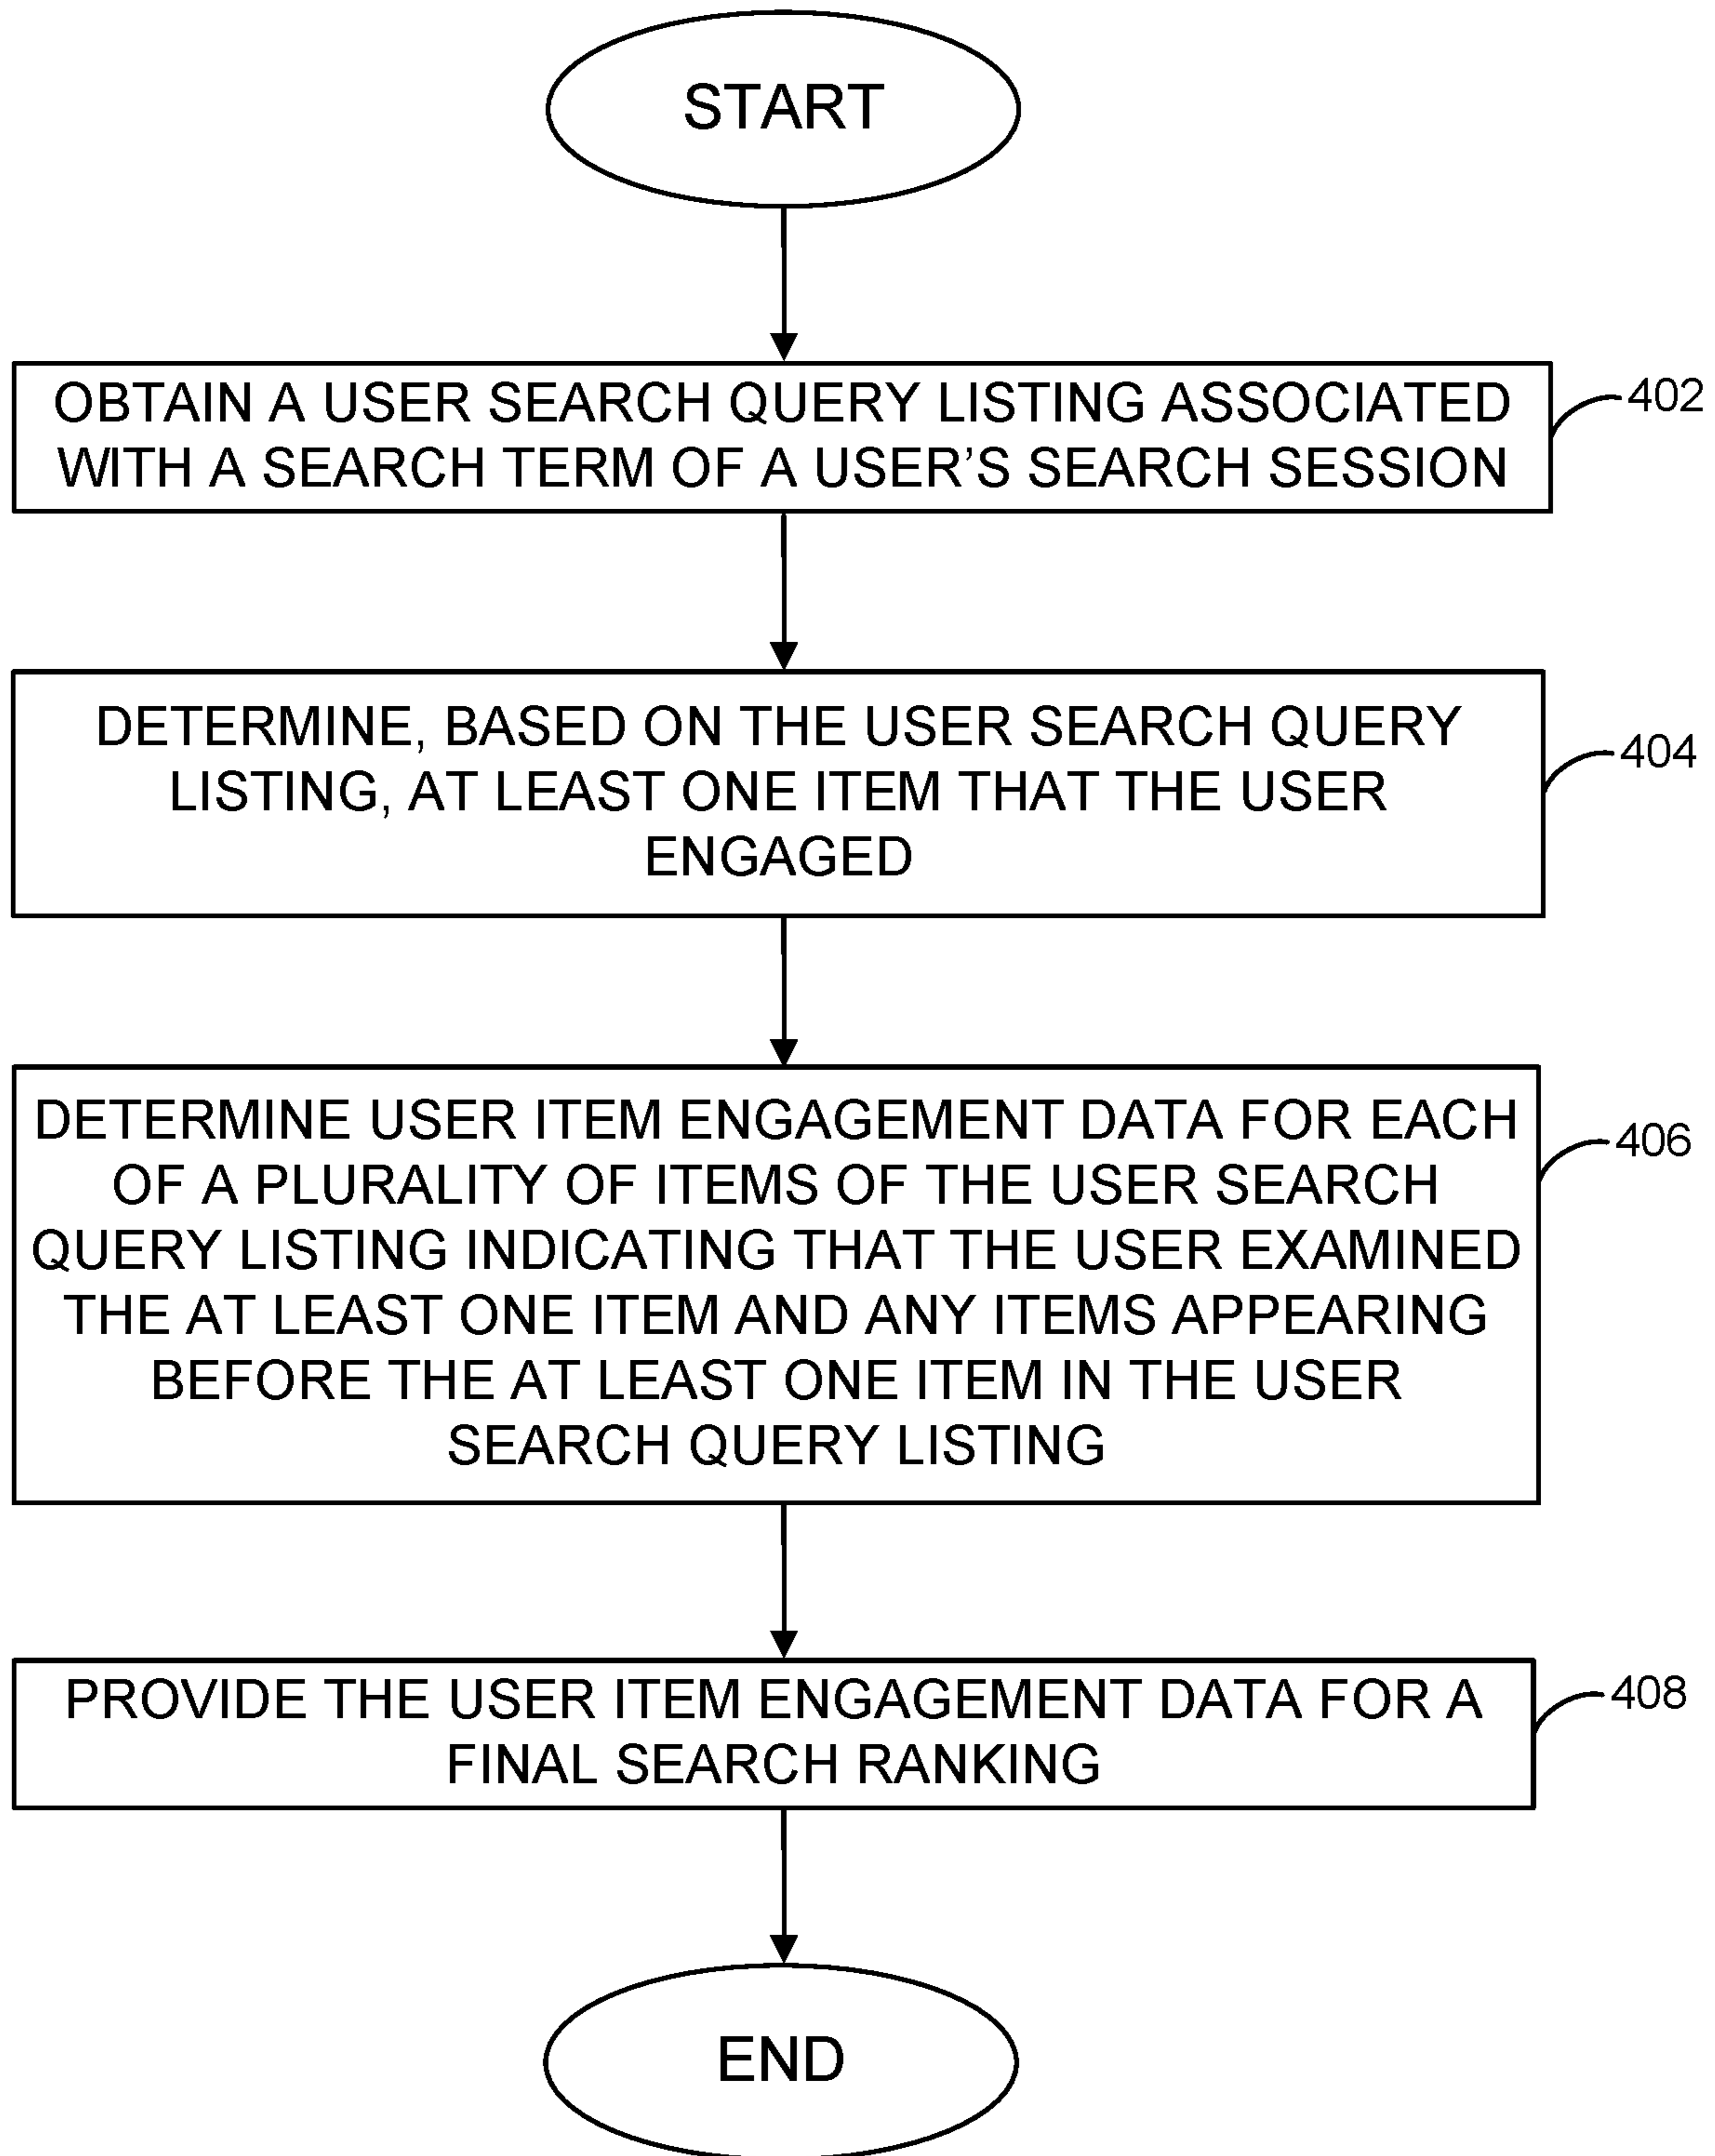 START
OBTAIN A USER SEARCH QUERY LISTING ASSOCIATED
WITH A SEARCH TERM OF A USER'S SEARCH SESSION
402
DETERMINE, BASED ON THE USER SEARCH QUERY
LISTING, AT LEAST ONE ITEM THAT THE USER
ENGAGED
404
DETERMINE USER ITEM ENGAGEMENT DATA FOR EACH
OF A PLURALITY OF ITEMS OF THE USER SEARCH
QUERY LISTING INDICATING THAT THE USER EXAMINED
THE AT LEAST ONE ITEM AND ANY ITEMS APPEARING
BEFORE THE AT LEAST ONE ITEM IN THE USER
SEARCH QUERY LISTING
406
PROVIDE THE USER ITEM ENGAGEMENT DATA FOR A
FINAL SEARCH RANKING
408
END